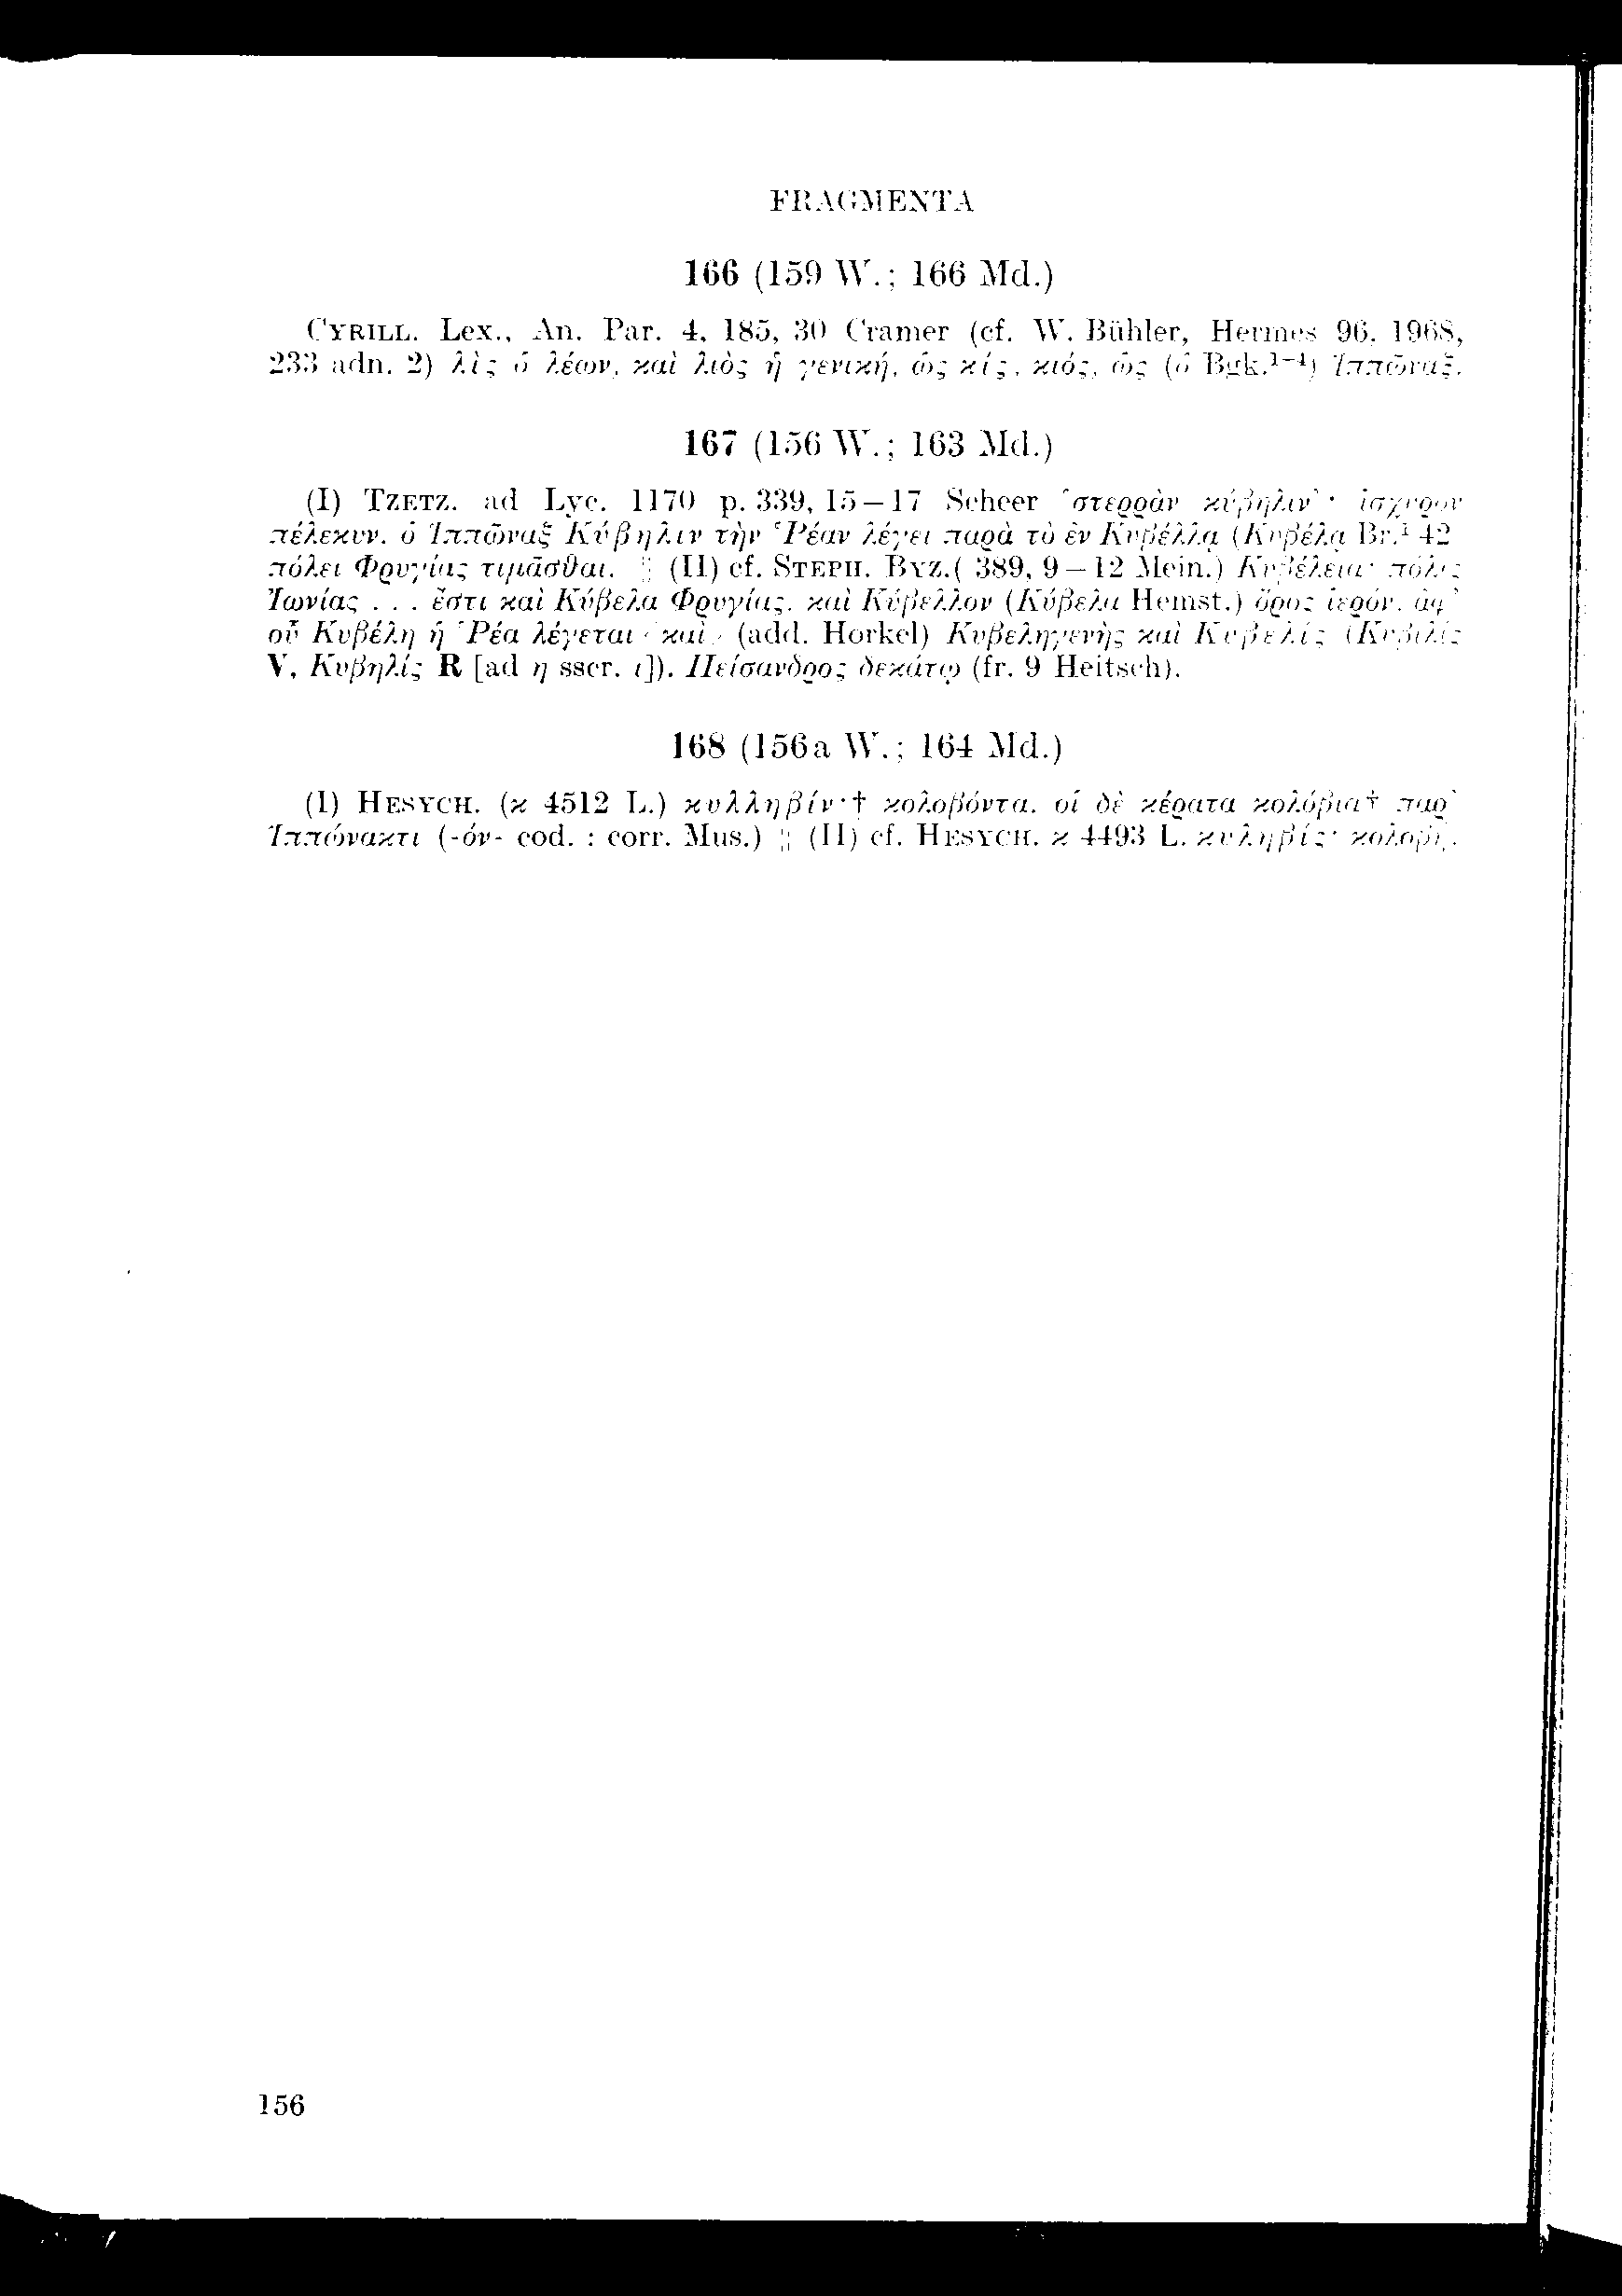 FRAGMENTA
166 (159 W.; 166 Md.)
CYRILL. Lex., An. Par. 4, 185, 30 Cramer (cf. W. Bühler, Hermes 96, 1968,
233 adn. 2) λὶς ὁ λέων, καὶ λιὸς ἡ γενική, ὡς κίς, κιός, ὡς (ὁ Bgk.¹⁻⁴) Ἱππῶναξ.
167 (156 W.; 163 Md.)
(I) TZETZ. ad Lyc. 1170 p. 339, 15–17 Scheer ʽστερρὰν κύβηλινʼ· ἰσχυρὸν
πέλεκυν. ὁ Ἱππῶναξ Κύβηλιν τὴν Ῥέαν λέγει παρὰ τὸ ἐν Κυβέλλᾳ (Κυβέλᾳ Br.¹ 42
πόλει Φρυγίας τιμᾶσθαι. ¦¦ (II) cf. STEPH. BYZ.( 389, 9–12 Mein.) Κυβέλεια· πόλις
Ἰωνίας . . . ἔστι καὶ Κύβελα Φρυγίας. καὶ Κύβελλον (Κύβελα Hemst.) ὄρος ἱερόν, ἀφʼ
οὗ Κυβέλη ἡ Ῥέα λέγεται ‹καὶ› (add. Horkel) Κυβεληγενὴς καὶ Κυβελίς (Κυβιλίς
V, Κυβηλίς R [ad η sscr. ι]). Πείσανδρος δεκάτῳ (fr. 9 Heitsch).
168 (156a W.; 164 Md.)
(I) HESYCH. (κ 4512 L.) κυλληβίν·† κολοβόντα. οἱ δὲ κέρατα κολόβια† παρʼ
Ἱππώνακτι (-όν- cod. : corr. Mus.) ¦¦ (II) cf. HESYCH. κ 4493 L. κυληβίς· κολοβή.
156